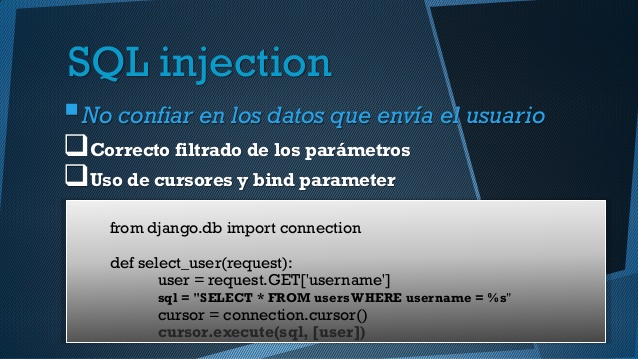 SQL injection
No confiar en los datos que envía el usuario
Correcto filtrado de los parámetros
Uso de cursores y bind parameter
from django.db import connection
def select_user(request):
user = request.GET['username']
sql = "SELECT * FROM usersWHERE username = %s"
cursor = connection.cursor()
cursor.execute(sql, [user])